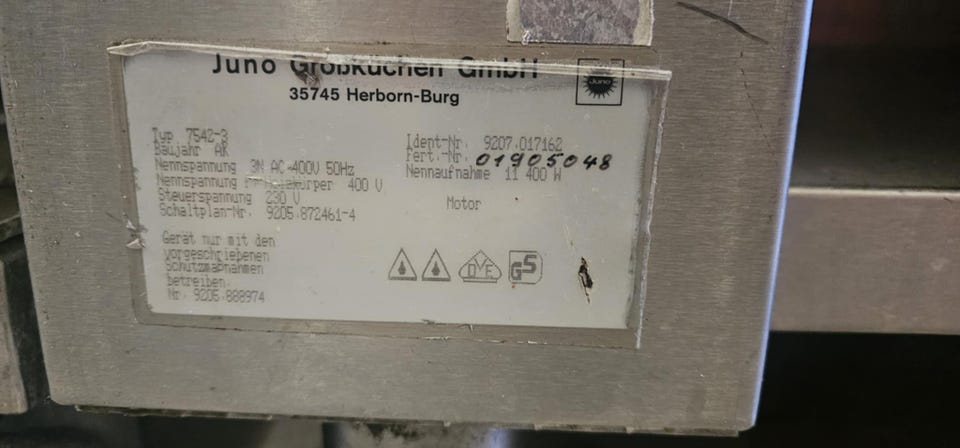 Juno Großküchen GmbH
35745 Herborn-Burg
Juno
Typ 7542-3
Baujahr AK
Nennspannung 3N AC 400V 50Hz
Nennspannung Heizkörper 400 V
Steuerspannung 230 V
Schaltplan-Nr. 9205.872461-4
Ident-Nr. 9207.017162
Fert.-Nr. 01905048
Nennaufnahme 11 400 W
Motor
Gerät nur mit den
vorgeschriebenen
Schutzmaßnahmen
betreiben.
Nr. 9205.888974
DVE
GS